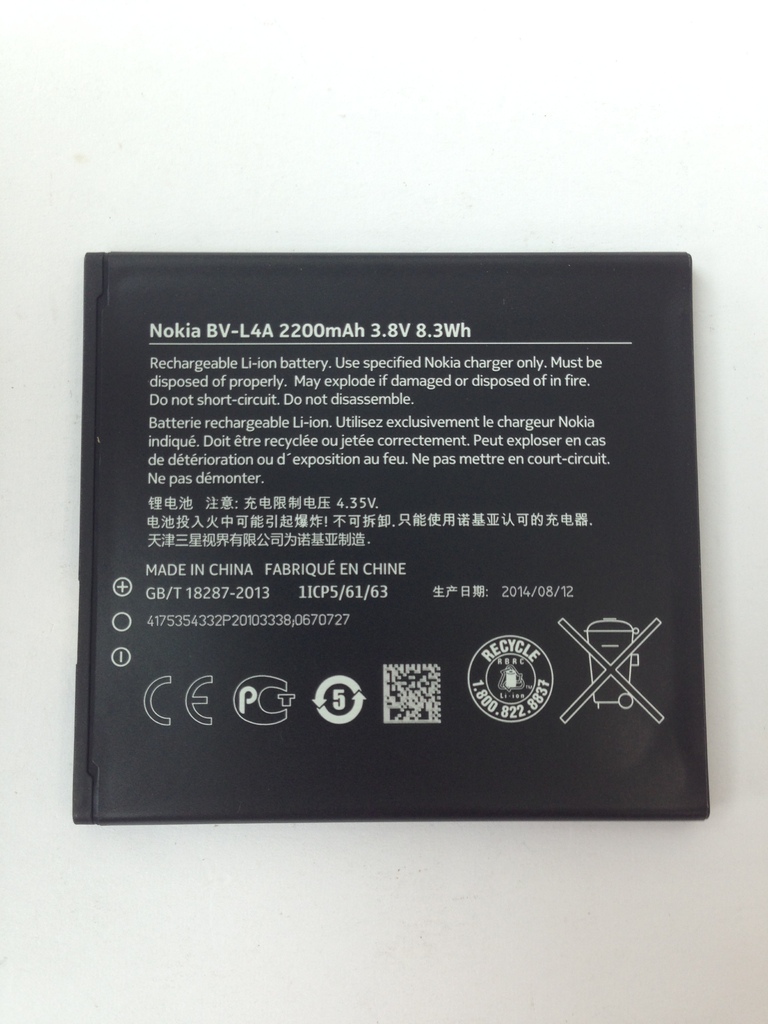 Nokia BV-L4A 2200mAh 3.8V 8.3Wh
Rechargeable Li-ion battery. Use specified Nokia charger only. Must be
disposed of properly. May explode if damaged or disposed of in fire.
Do not short-circuit. Do not disassemble.
Batterie rechargeable Li-ion. Utilisez exclusivement le chargeur Nokia
indiqué. Doit être recyclée ou jetée correctement. Peut exploser en cas
de détérioration ou d´exposition au feu. Ne pas mettre en court-circuit.
Ne pas démonter.
锂电池 注意: 充电限制电压 4.35V.
电池投入火中可能引起爆炸! 不可拆卸. 只能使用诺基亚认可的充电器.
天津三星视界有限公司为诺基亚制造.
MADE IN CHINA FABRIQUÉ EN CHINE
GB/T 18287-2013 1ICP5/61/63 生产日期: 2014/08/12
4175354332P20103338;0670727
CE PCT 5 RECYCLE
RBRC
Li-ion
1.800.822.8837